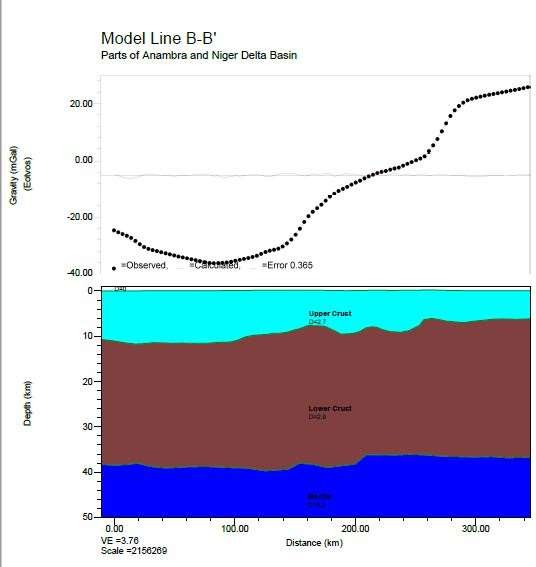 Model Line B-B'
Parts of Anambra and Niger Delta Basin
Gravity (mGal)
(Eotvos)
20.00
0.00
-20.00
-40.00
=Observed, =Calculated, =Error 0.365
D=0
0
10
20
30
40
50
Depth (km)
Upper Crust
D=2.7
Lower Crust
D=2.9
Mantle
0.00 100.00 200.00 300.00
VE =3.76
Distance (km)
Scale =2156269